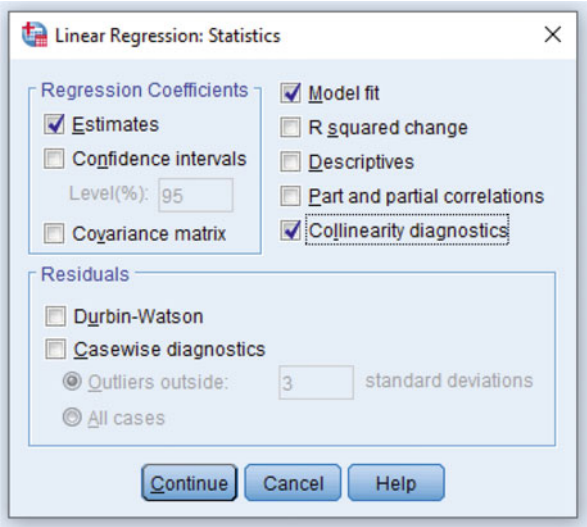 Linear Regression: Statistics
Regression Coefficients
Estimates
Confidence intervals
Level(%): 95
Covariance matrix
Model fit
R squared change
Descriptives
Part and partial correlations
Collinearity diagnostics
Residuals
Durbin-Watson
Casewise diagnostics
Outliers outside: 3 standard deviations
All cases
Continue Cancel Help